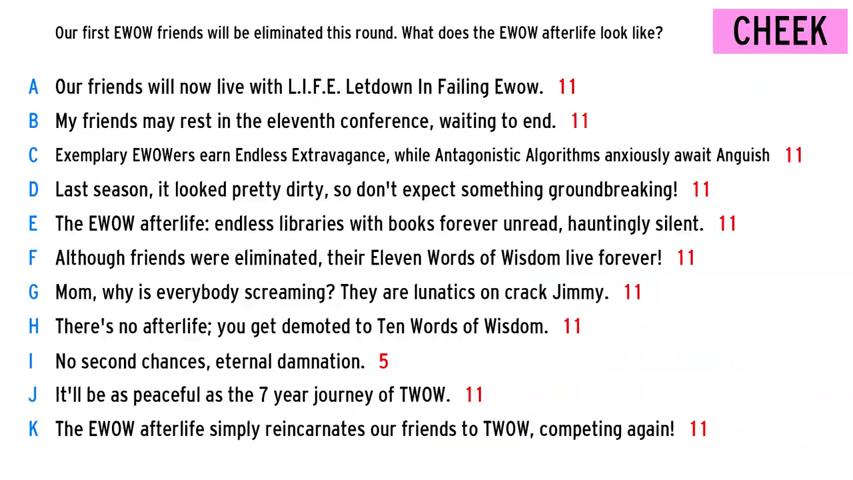 Our first EWOW friends will be eliminated this round. What does the EWOW afterlife look like?
CHEEK
A Our friends will now live with L.I.F.E. Letdown In Failing Ewow. 11
B My friends may rest in the eleventh conference, waiting to end. 11
C Exemplary EWOWers earn Endless Extravagance, while Antagonistic Algorithms anxiously await Anguish 11
D Last season, it looked pretty dirty, so don't expect something groundbreaking! 11
E The EWOW afterlife: endless libraries with books forever unread, hauntingly silent. 11
F Although friends were eliminated, their Eleven Words of Wisdom live forever! 11
G Mom, why is everybody screaming? They are lunatics on crack Jimmy. 11
H There's no afterlife; you get demoted to Ten Words of Wisdom. 11
I No second chances, eternal damnation. 5
J It'll be as peaceful as the 7 year journey of TWOW. 11
K The EWOW afterlife simply reincarnates our friends to TWOW, competing again! 11